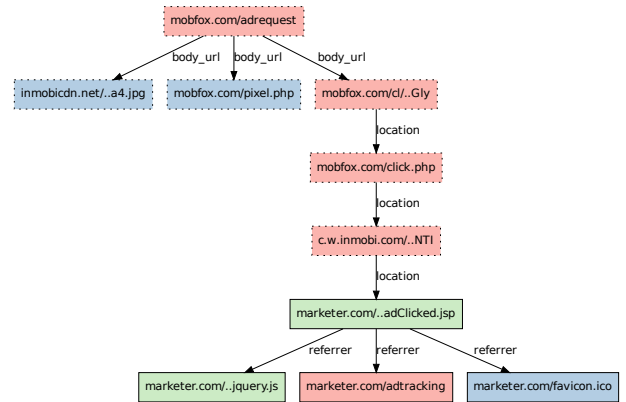 mobfox.com/adrequest
body_url
body_url
body_url
inmobicdn.net/..a4.jpg
mobfox.com/pixel.php
mobfox.com/cl/..Gly
location
mobfox.com/click.php
location
c.w.inmobi.com/..NTI
location
marketer.com/..adClicked.jsp
referrer
referrer
referrer
marketer.com/..jquery.js
marketer.com/adtracking
marketer.com/favicon.ico